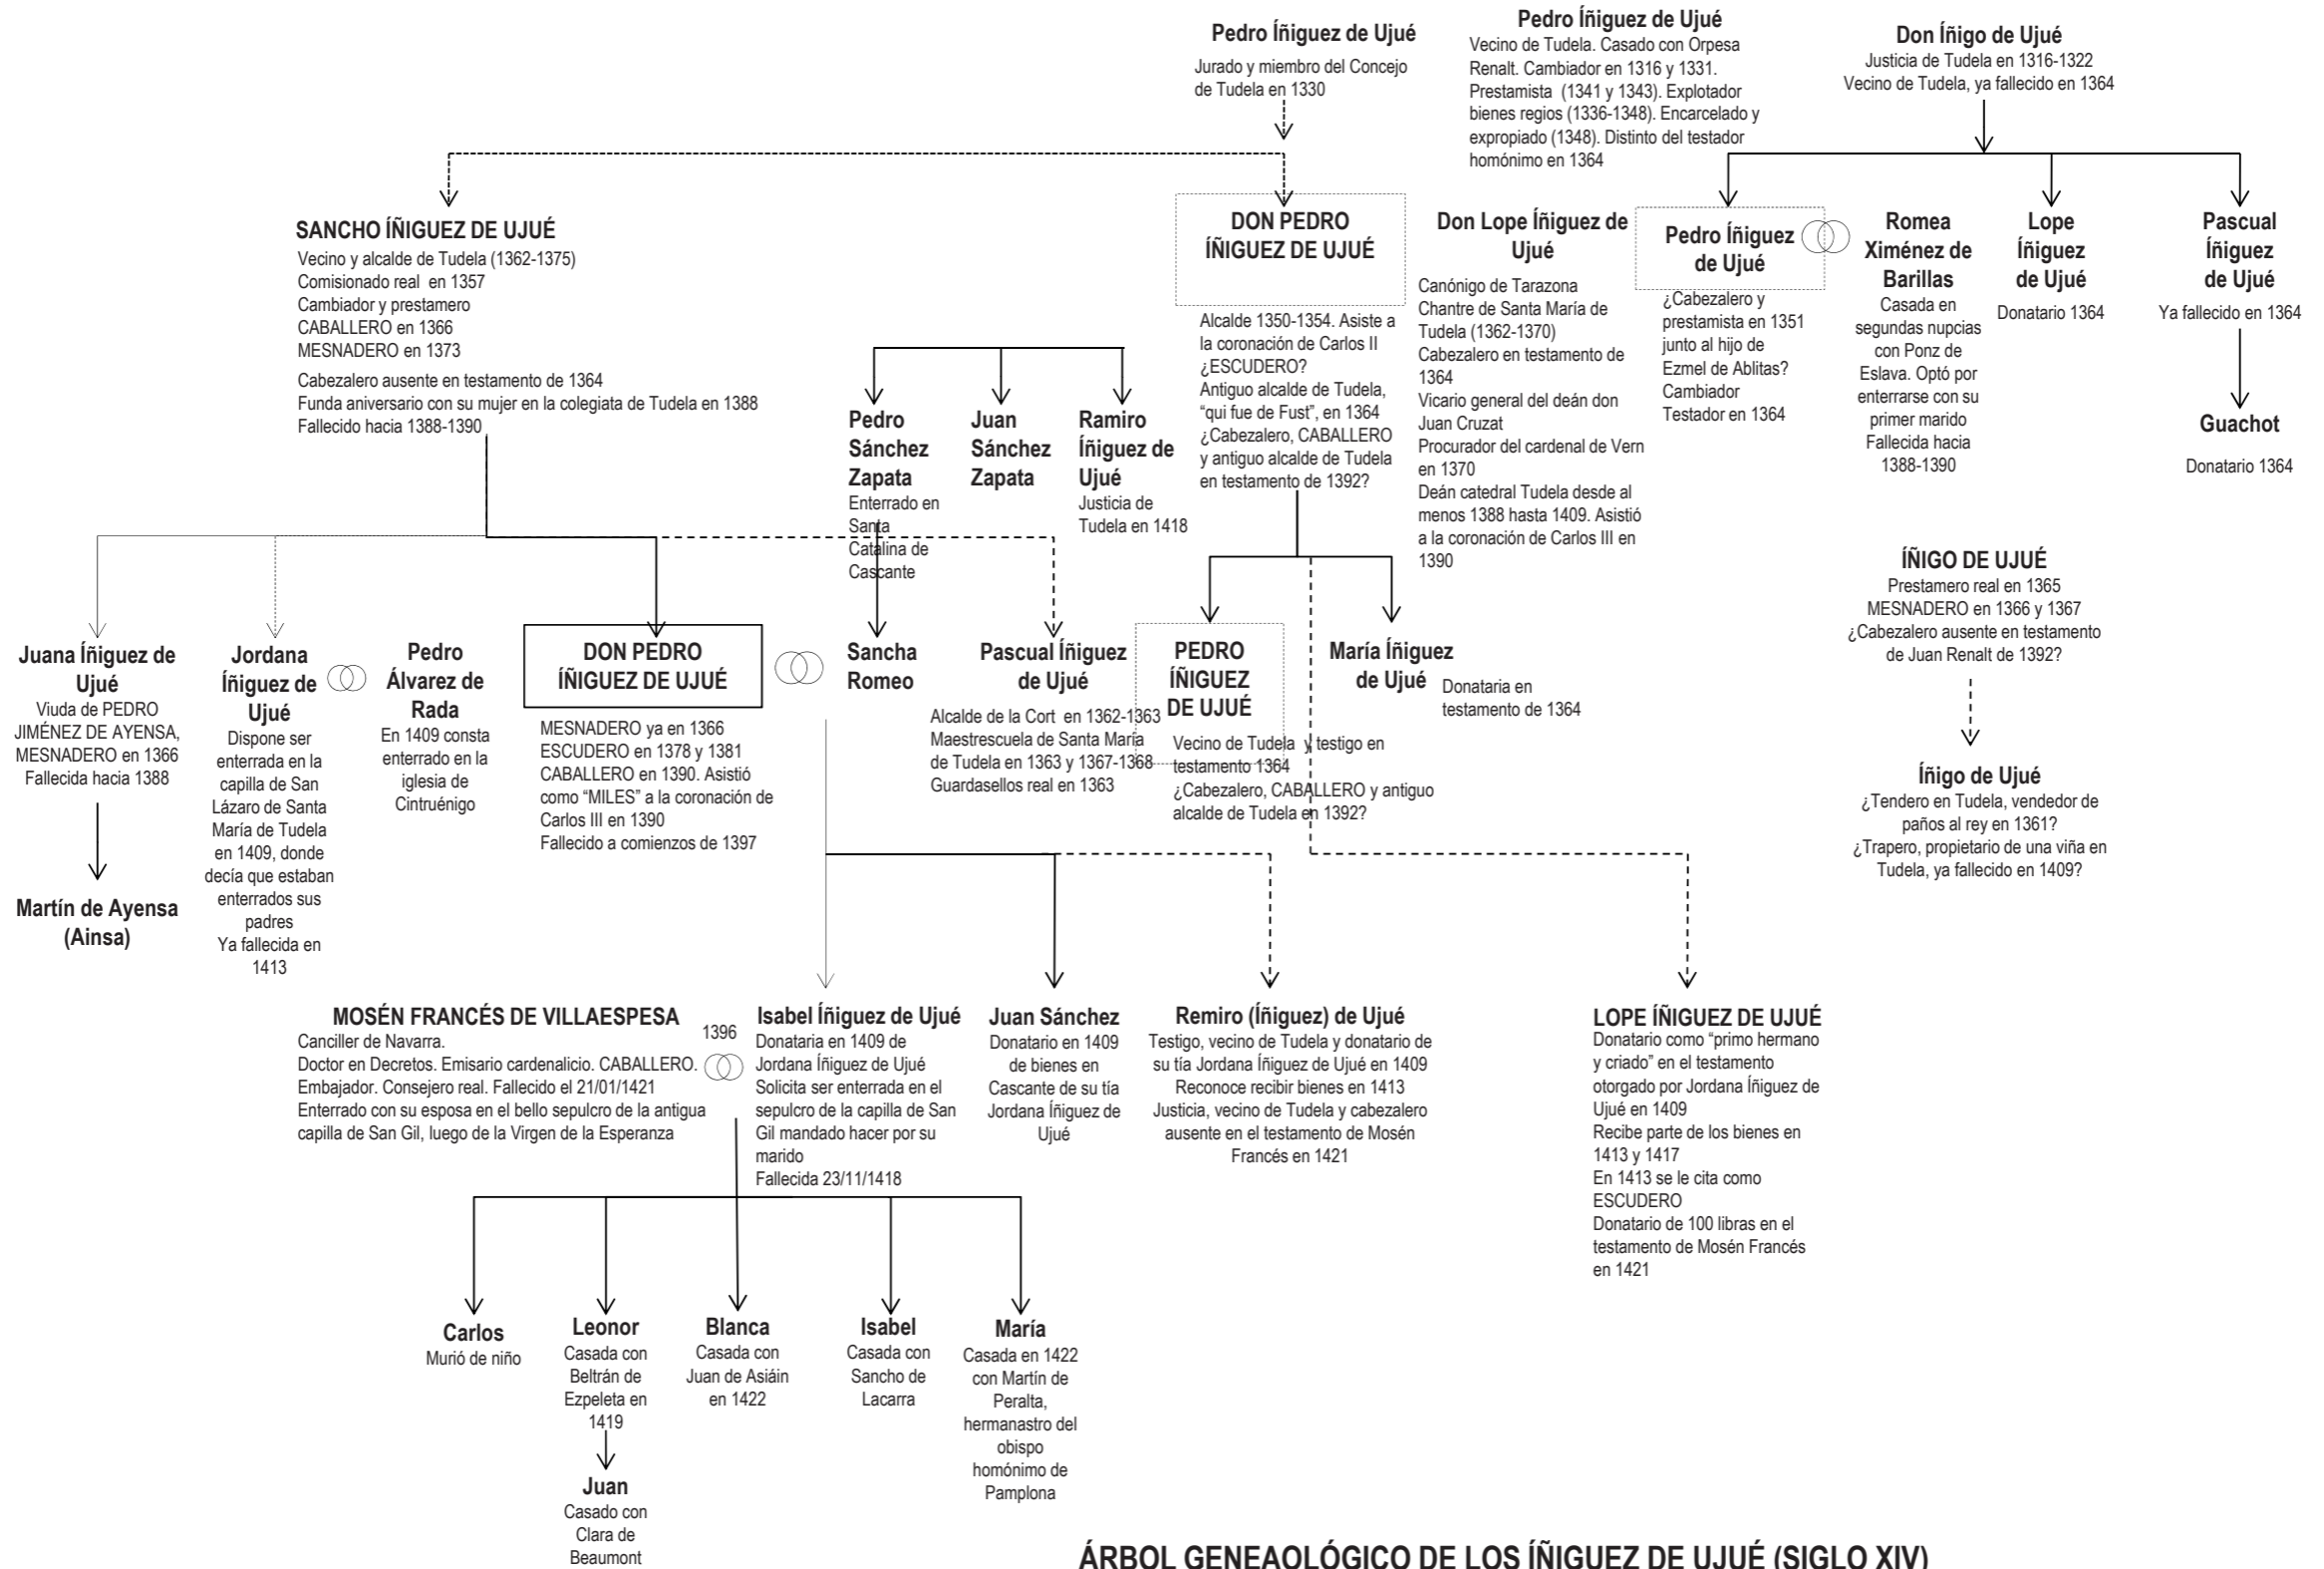 Pedro Íñiguez de Ujué
Jurado y miembro del Concejo
de Tudela en 1330
Pedro Íñiguez de Ujué
Vecino de Tudela. Casado con Orpesa
Renalt. Cambiador en 1316 y 1331.
Prestamista (1341 y 1343). Explotador
bienes regios (1336-1348). Encarcelado y
expropiado (1348). Distinto del testador
homónimo en 1364
Don Íñigo de Ujué
Justicia de Tudela en 1316-1322
Vecino de Tudela, ya fallecido en 1364
SANCHO ÍÑIGUEZ DE UJUÉ
Vecino y alcalde de Tudela (1362-1375)
Comisionado real en 1357
Cambiador y prestamero
CABALLERO en 1366
MESNADERO en 1373
Cabezalero ausente en testamento de 1364
Funda aniversario con su mujer en la colegiata de Tudela en 1388
Fallecido hacia 1388-1390
Pedro
Sánchez
Zapata
Enterrado en
Santa
Catalina de
Cascante
Juan
Sánchez
Zapata
Ramiro
Íñiguez de
Ujué
Justicia de
Tudela en 1418
DON PEDRO
ÍÑIGUEZ DE UJUÉ
Alcalde 1350-1354. Asiste a
la coronación de Carlos II
¿ESCUDERO?
Antiguo alcalde de Tudela,
“qui fue de Fust”, en 1364
¿Cabezalero, CABALLERO
y antiguo alcalde de Tudela
en testamento de 1392?
Don Lope Íñiguez de
Ujué
Canónigo de Tarazona
Chantre de Santa María de
Tudela (1362-1370)
Cabezalero en testamento de
1364
Vicario general del deán don
Juan Cruzat
Procurador del cardenal de Vern
en 1370
Deán catedral Tudela desde al
menos 1388 hasta 1409. Asistió
a la coronación de Carlos III en
1390
Pedro Íñiguez
de Ujué
¿Cabezalero y
prestamista en 1351
junto al hijo de
Ezmel de Ablitas?
Cambiador
Testador en 1364
Romea
Ximénez de
Barillas
Casada en
segundas nupcias
con Ponz de
Eslava. Optó por
enterrarse con su
primer marido
Fallecida hacia
1388-1390
Lope
Íñiguez
de Ujué
Donatario 1364
Pascual
Íñiguez
de Ujué
Ya fallecido en 1364
Guachot
Donatario 1364
Juana Íñiguez de
Ujué
Viuda de PEDRO
JIMÉNEZ DE AYENSA,
MESNADERO en 1366
Fallecida hacia 1388
Martín de Ayensa
(Ainsa)
Jordana
Íñiguez de
Ujué
Dispone ser
enterrada en la
capilla de San
Lázaro de Santa
María de Tudela
en 1409, donde
decía que estaban
enterrados sus
padres
Ya fallecida en
1413
Pedro
Álvarez de
Rada
En 1409 consta
enterrado en la
iglesia de
Cintruénigo
DON PEDRO
ÍÑIGUEZ DE UJUÉ
MESNADERO ya en 1366
ESCUDERO en 1378 y 1381
CABALLERO en 1390. Asistió
como “MILES” a la coronación de
Carlos III en 1390
Fallecido a comienzos de 1397
Sancha
Romeo
Pascual Íñiguez
de Ujué
Alcalde de la Cort en 1362-1363
Maestrescuela de Santa María
de Tudela en 1363 y 1367-1368
Guardasellos real en 1363
PEDRO
ÍÑIGUEZ
DE UJUÉ
Vecino de Tudela y testigo en
testamento 1364
¿Cabezalero, CABALLERO y antiguo
alcalde de Tudela en 1392?
María Íñiguez
de Ujué
Donataria en
testamento de 1364
ÍÑIGO DE UJUÉ
Prestamero real en 1365
MESNADERO en 1366 y 1367
¿Cabezalero ausente en testamento
de Juan Renalt de 1392?
Íñigo de Ujué
¿Tendero en Tudela, vendedor de
paños al rey en 1361?
¿Trapero, propietario de una viña en
Tudela, ya fallecido en 1409?
MOSÉN FRANCÉS DE VILLAESPESA
Canciller de Navarra.
Doctor en Decretos. Emisario cardenalicio. CABALLERO.
Embajador. Consejero real. Fallecido el 21/01/1421
Enterrado con su esposa en el bello sepulcro de la antigua
capilla de San Gil, luego de la Virgen de la Esperanza
1396
Isabel Íñiguez de Ujué
Donataria en 1409 de
Jordana Íñiguez de Ujué
Solicita ser enterrada en el
sepulcro de la capilla de San
Gil mandado hacer por su
marido
Fallecida 23/11/1418
Juan Sánchez
Donatario en 1409
de bienes en
Cascante de su tía
Jordana Íñiguez de
Ujué
Remiro (Íñiguez) de Ujué
Testigo, vecino de Tudela y donatario de
su tía Jordana Íñiguez de Ujué en 1409
Reconoce recibir bienes en 1413
Justicia, vecino de Tudela y cabezalero
ausente en el testamento de Mosén
Francés en 1421
LOPE ÍÑIGUEZ DE UJUÉ
Donatario como “primo hermano
y criado” en el testamento
otorgado por Jordana Íñiguez de
Ujué en 1409
Recibe parte de los bienes en
1413 y 1417
En 1413 se le cita como
ESCUDERO
Donatario de 100 libras en el
testamento de Mosén Francés
en 1421
Carlos
Murió de niño
Leonor
Casada con
Beltrán de
Ezpeleta en
1419
Juan
Casado con
Clara de
Beaumont
Blanca
Casada con
Juan de Asiáin
en 1422
Isabel
Casada con
Sancho de
Lacarra
María
Casada en 1422
con Martín de
Peralta,
hermanastro del
obispo
homónimo de
Pamplona
ÁRBOL GENEAOLÓGICO DE LOS ÍÑIGUEZ DE UJUÉ (SIGLO XIV)